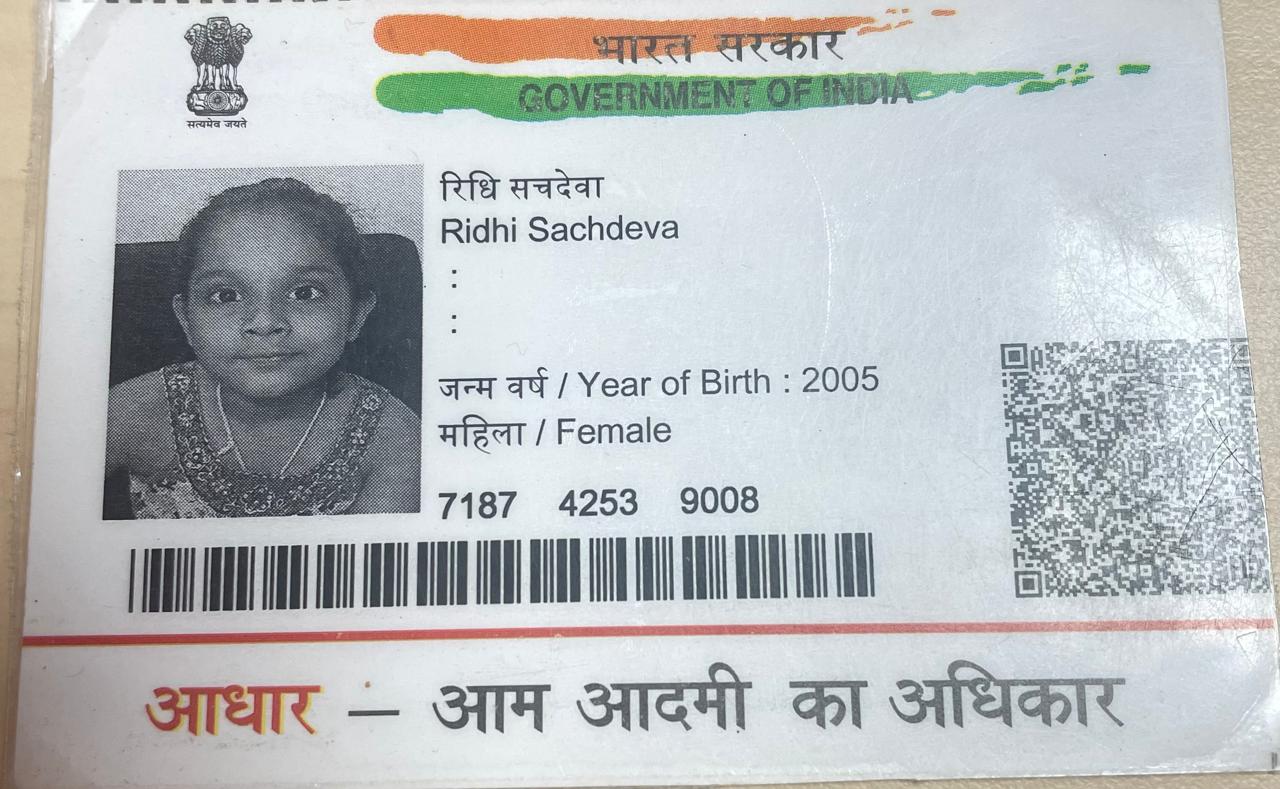 भारत सरकार
GOVERNMENT OF INDIA
सत्यमेव जयते
रिधि सचदेवा
Ridhi Sachdeva
:
:
जन्म वर्ष / Year of Birth : 2005
महिला / Female
7187 4253 9008
आधार – आम आदमी का अधिकार